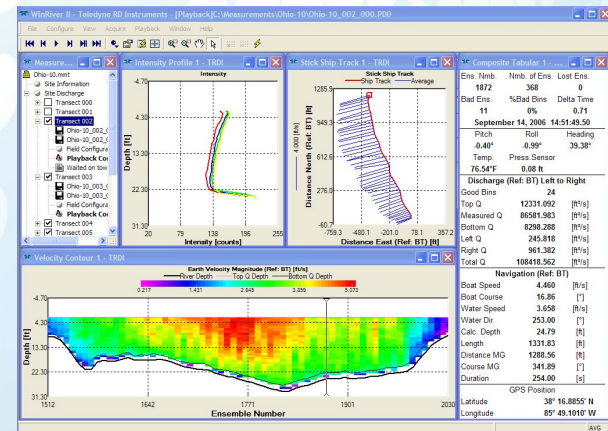 WinRiver II - Teledyne RD Instruments - [Playback]C:\Measurements\Ohio-10\Ohio-10_002_000.PD0
File Configure View Acquire Playback Window Help
Measure...
Ohio-10.mmt
Site Information
Site Discharge
Transect 000
Transect 001
Transect 002
Ohio-10_002_0
Ohio-10_002_0
Field Configura
Playback Cor
Waited on tow
Transect 003
Ohio-10_003_0
Ohio-10_003_0
Field Configura
Playback Cor
Transect 004
Transect 005
Intensity Profile 1 - TRDI
Intensity
-4.70
4.30
13.30
22.30
31.30
Depth [ft]
20 79 138 195 256
Intensity [counts]
Stick Ship Track 1 - TRDI
Stick Ship Track
Ship Track Average
4.000 [ft/s]
Distance North (Ref: BT) [ft]
1285.9
949.3
612.6
276.0
-60.7
-759.3 -480.1 -201.0 78.1 357.2
Distance East (Ref: BT) [ft]
Velocity Contour 1 - TRDI
Earth Velocity Magnitude (Ref: BT) [ft/s]
River Depth Top Q Depth Bottom Q Depth
0.217 1.431 2.645 3.859 5.073
-4.70
4.30
13.30
22.30
31.30
Depth [ft]
1512 1642 1771 1901 2030
Ensemble Number
Composite Tabular 1 - ...
Ens. Nmb. Nmb. of Ens. Lost Ens.
1872 368 0
Bad Ens. %Bad Bins Delta Time
11 0% 0.71
September 14, 2006 14:51:49.50
Pitch Roll Heading
-0.40° -0.99° 39.38°
Temp. Press.Sensor
76.54°F 0.08 ft
Discharge (Ref: BT) Left to Right
Good Bins 24
Top Q 12331.092 [ft³/s]
Measured Q 86581.983 [ft³/s]
Bottom Q 8298.288 [ft³/s]
Left Q 245.818 [ft³/s]
Right Q 961.382 [ft³/s]
Total Q 108418.562 [ft³/s]
Navigation (Ref: BT)
Boat Speed 4.460 [ft/s]
Boat Course 16.86 [°]
Water Speed 3.658 [ft/s]
Water Dir. 253.00 [°]
Calc. Depth 24.79 [ft]
Length 1331.83 [ft]
Distance MG 1288.56 [ft]
Course MG 341.89 [°]
Duration 254.00 [s]
GPS Position
Latitude 38° 16.8855' N
Longitude 85° 49.1010' W
AVG